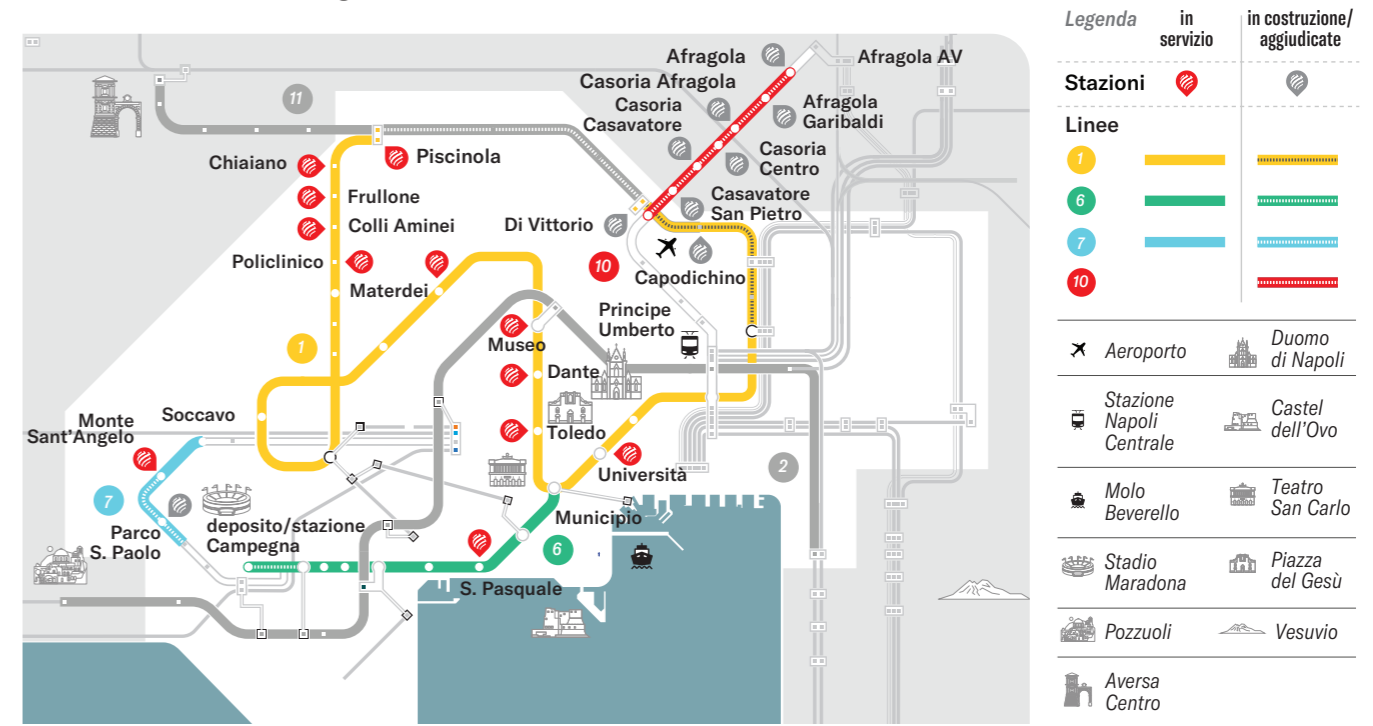 11
Afragola
Afragola AV
Casoria Afragola
Casoria
Casavatore
Afragola
Garibaldi
Casoria
Centro
Chiaiano
Piscinola
Frullone
Colli Aminei
Policlinico
Materdei
Casavatore
San Pietro
Di Vittorio
10
Capodichino
Principe
Umberto
1
Museo
Dante
Toledo
Monte
Sant'Angelo
Soccavo
Università
2
7
Parco
S. Paolo
deposito/stazione
Campegna
Municipio
6
S. Pasquale
Legenda
in
servizio
in costruzione/
aggiudicate
Stazioni
Linee
1
6
7
10
Aeroporto
Duomo
di Napoli
Stazione
Napoli
Centrale
Castel
dell'Ovo
Molo
Beverello
Teatro
San Carlo
Stadio
Maradona
Piazza
del Gesù
Pozzuoli
Vesuvio
Aversa
Centro